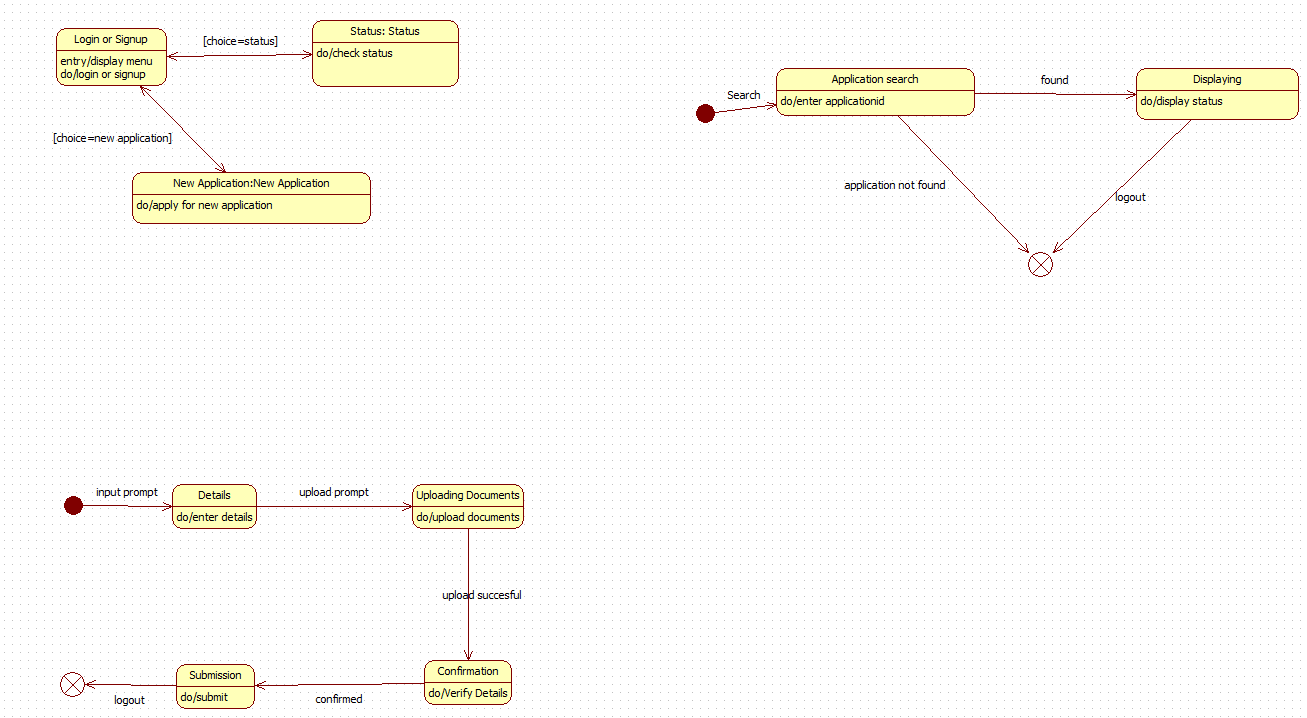 Login or Signup
entry/display menu
do/login or signup
[choice=status]
Status: Status
do/check status
[choice=new application]
New Application:New Application
do/apply for new application
Search
Application search
do/enter applicationid
found
Displaying
do/display status
application not found
logout
input prompt
Details
do/enter details
upload prompt
Uploading Documents
do/upload documents
upload succesful
Confirmation
do/Verify Details
confirmed
Submission
do/submit
logout